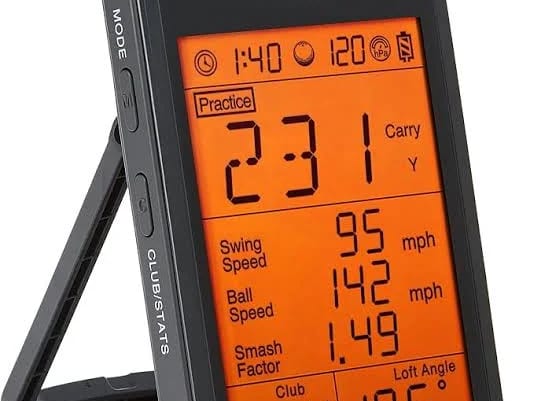 MODE
1:40 120 hPa
Practice
231 Carry
Y
Swing Speed 95 mph
Ball Speed 142 mph
Smash Factor 1.49
Club
Loft Angle
CLUB/STATS